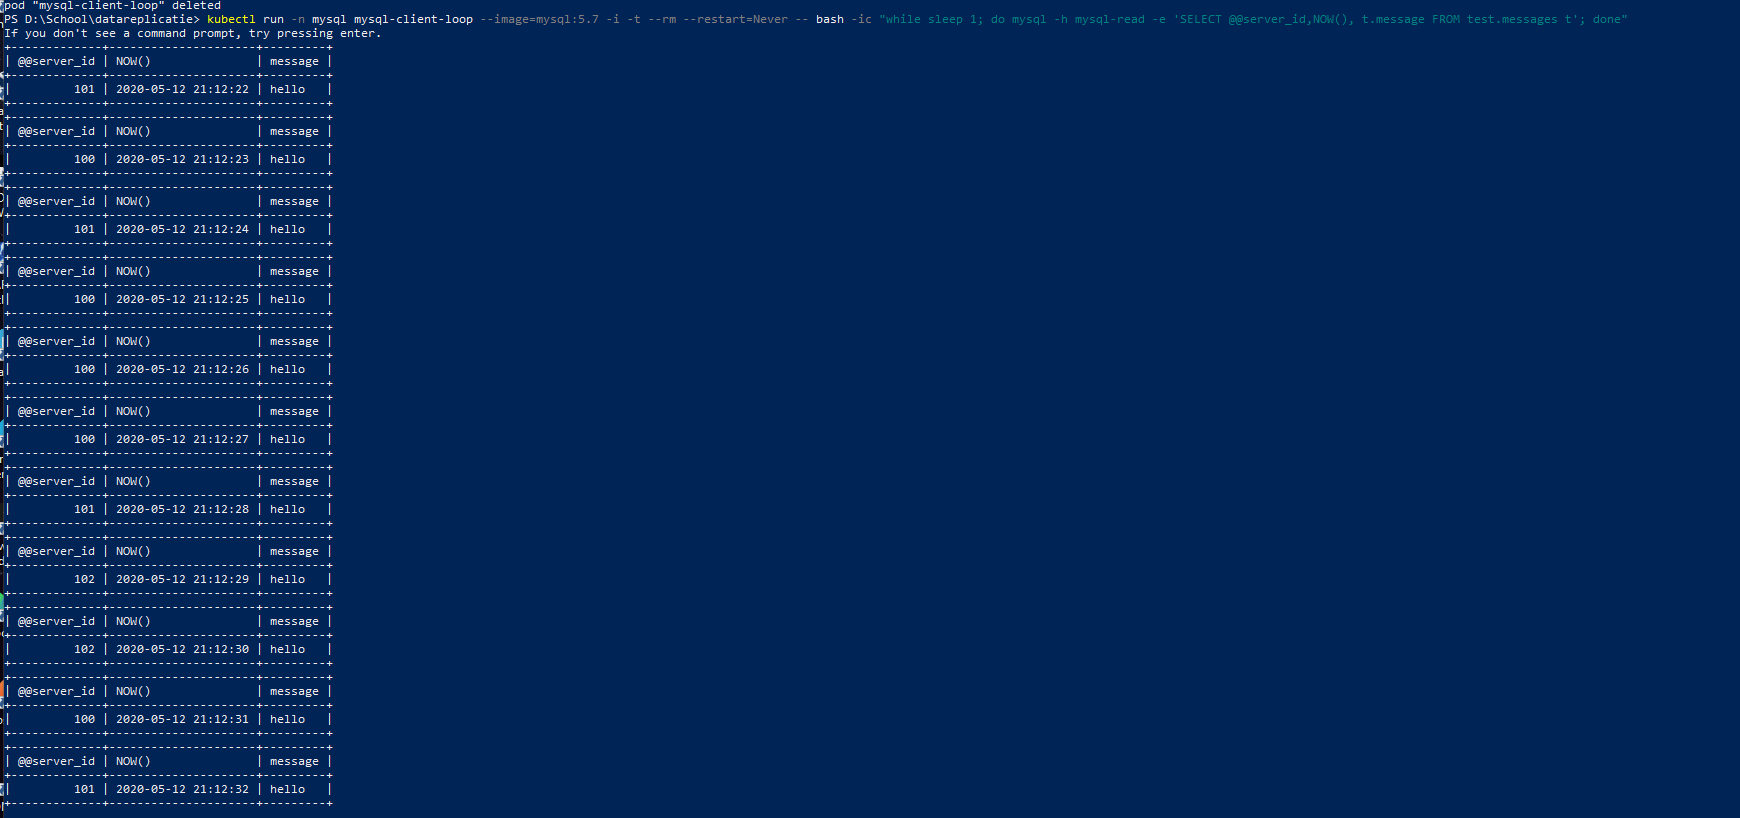 pod "mysql-client-loop" deleted
PS D:\School\datareplicatie> kubectl run -n mysql mysql-client-loop --image=mysql:5.7 -i -t --rm --restart=Never -- bash -ic "while sleep 1; do mysql -h mysql-read -e 'SELECT @@server_id,NOW(), t.message FROM test.messages t'; done"
If you don't see a command prompt, try pressing enter.
+-------------+---------------------+---------+
| @@server_id | NOW()               | message |
+-------------+---------------------+---------+
|         101 | 2020-05-12 21:12:22 | hello   |
+-------------+---------------------+---------+
+-------------+---------------------+---------+
| @@server_id | NOW()               | message |
+-------------+---------------------+---------+
|         100 | 2020-05-12 21:12:23 | hello   |
+-------------+---------------------+---------+
+-------------+---------------------+---------+
| @@server_id | NOW()               | message |
+-------------+---------------------+---------+
|         101 | 2020-05-12 21:12:24 | hello   |
+-------------+---------------------+---------+
+-------------+---------------------+---------+
| @@server_id | NOW()               | message |
+-------------+---------------------+---------+
|         100 | 2020-05-12 21:12:25 | hello   |
+-------------+---------------------+---------+
+-------------+---------------------+---------+
| @@server_id | NOW()               | message |
+-------------+---------------------+---------+
|         100 | 2020-05-12 21:12:26 | hello   |
+-------------+---------------------+---------+
+-------------+---------------------+---------+
| @@server_id | NOW()               | message |
+-------------+---------------------+---------+
|         100 | 2020-05-12 21:12:27 | hello   |
+-------------+---------------------+---------+
+-------------+---------------------+---------+
| @@server_id | NOW()               | message |
+-------------+---------------------+---------+
|         101 | 2020-05-12 21:12:28 | hello   |
+-------------+---------------------+---------+
+-------------+---------------------+---------+
| @@server_id | NOW()               | message |
+-------------+---------------------+---------+
|         102 | 2020-05-12 21:12:29 | hello   |
+-------------+---------------------+---------+
+-------------+---------------------+---------+
| @@server_id | NOW()               | message |
+-------------+---------------------+---------+
|         102 | 2020-05-12 21:12:30 | hello   |
+-------------+---------------------+---------+
+-------------+---------------------+---------+
| @@server_id | NOW()               | message |
+-------------+---------------------+---------+
|         100 | 2020-05-12 21:12:31 | hello   |
+-------------+---------------------+---------+
+-------------+---------------------+---------+
| @@server_id | NOW()               | message |
+-------------+---------------------+---------+
|         101 | 2020-05-12 21:12:32 | hello   |
+-------------+---------------------+---------+